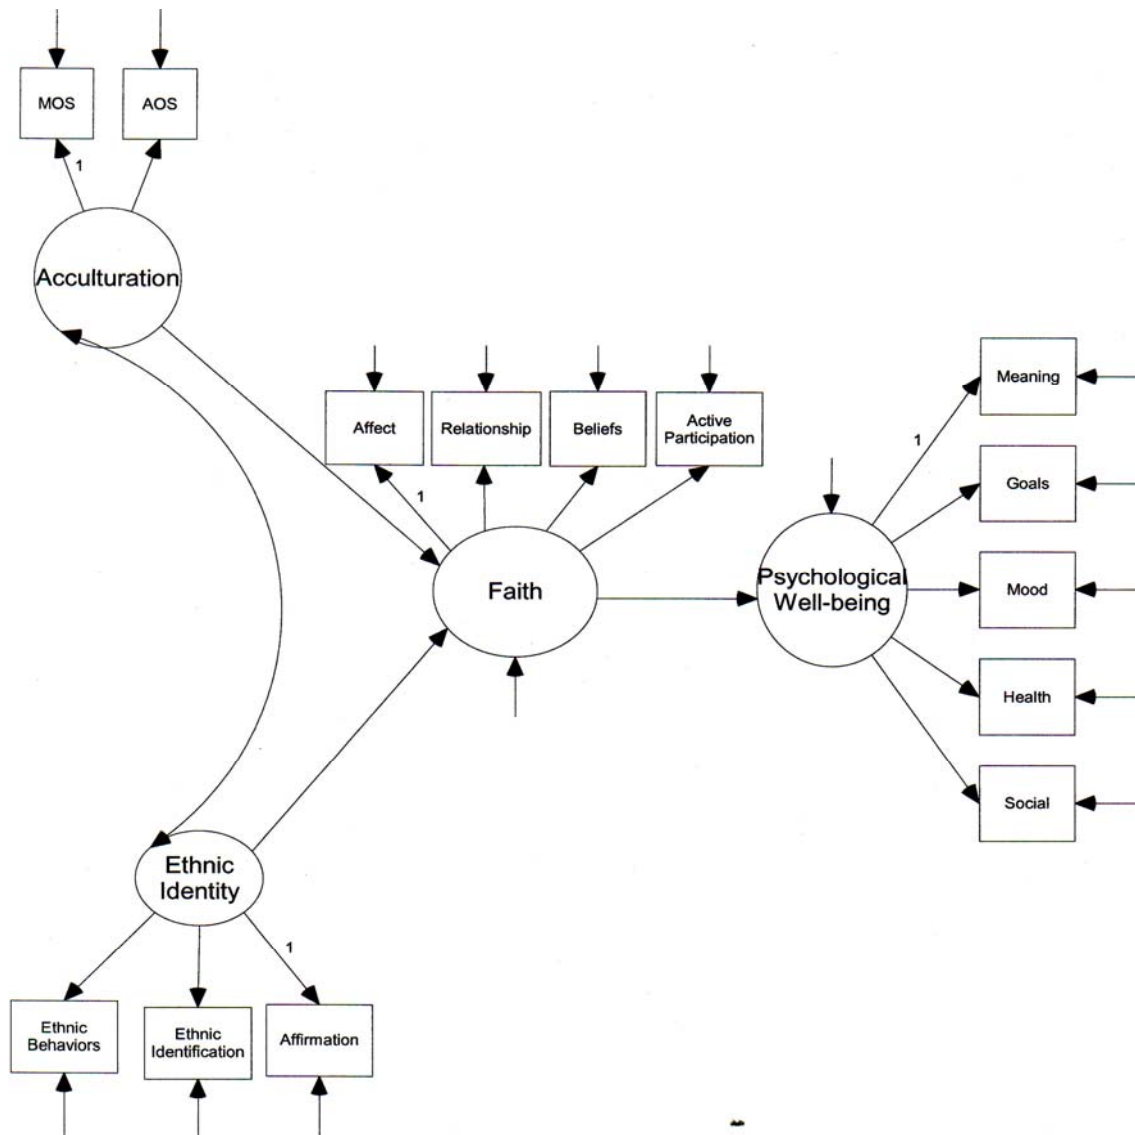 MOS
AOS
1
Acculturation
Affect
Relationship
Beliefs
Active
Participation
1
Faith
Psychological
Well-being
1
Meaning
Goals
Mood
Health
Social
Ethnic
Identity
1
Ethnic
Behaviors
Ethnic
Identification
Affirmation